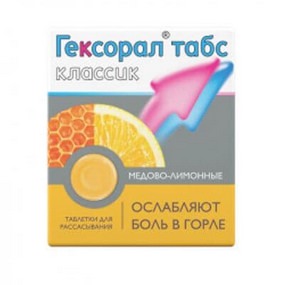 Гексорал® табс
классик
МЕДОВО-ЛИМОННЫЕ
ТАБЛЕТКИ ДЛЯ
РАССАСЫВАНИЯ
ОСЛАБЛЯЮТ
БОЛЬ В ГОРЛЕ